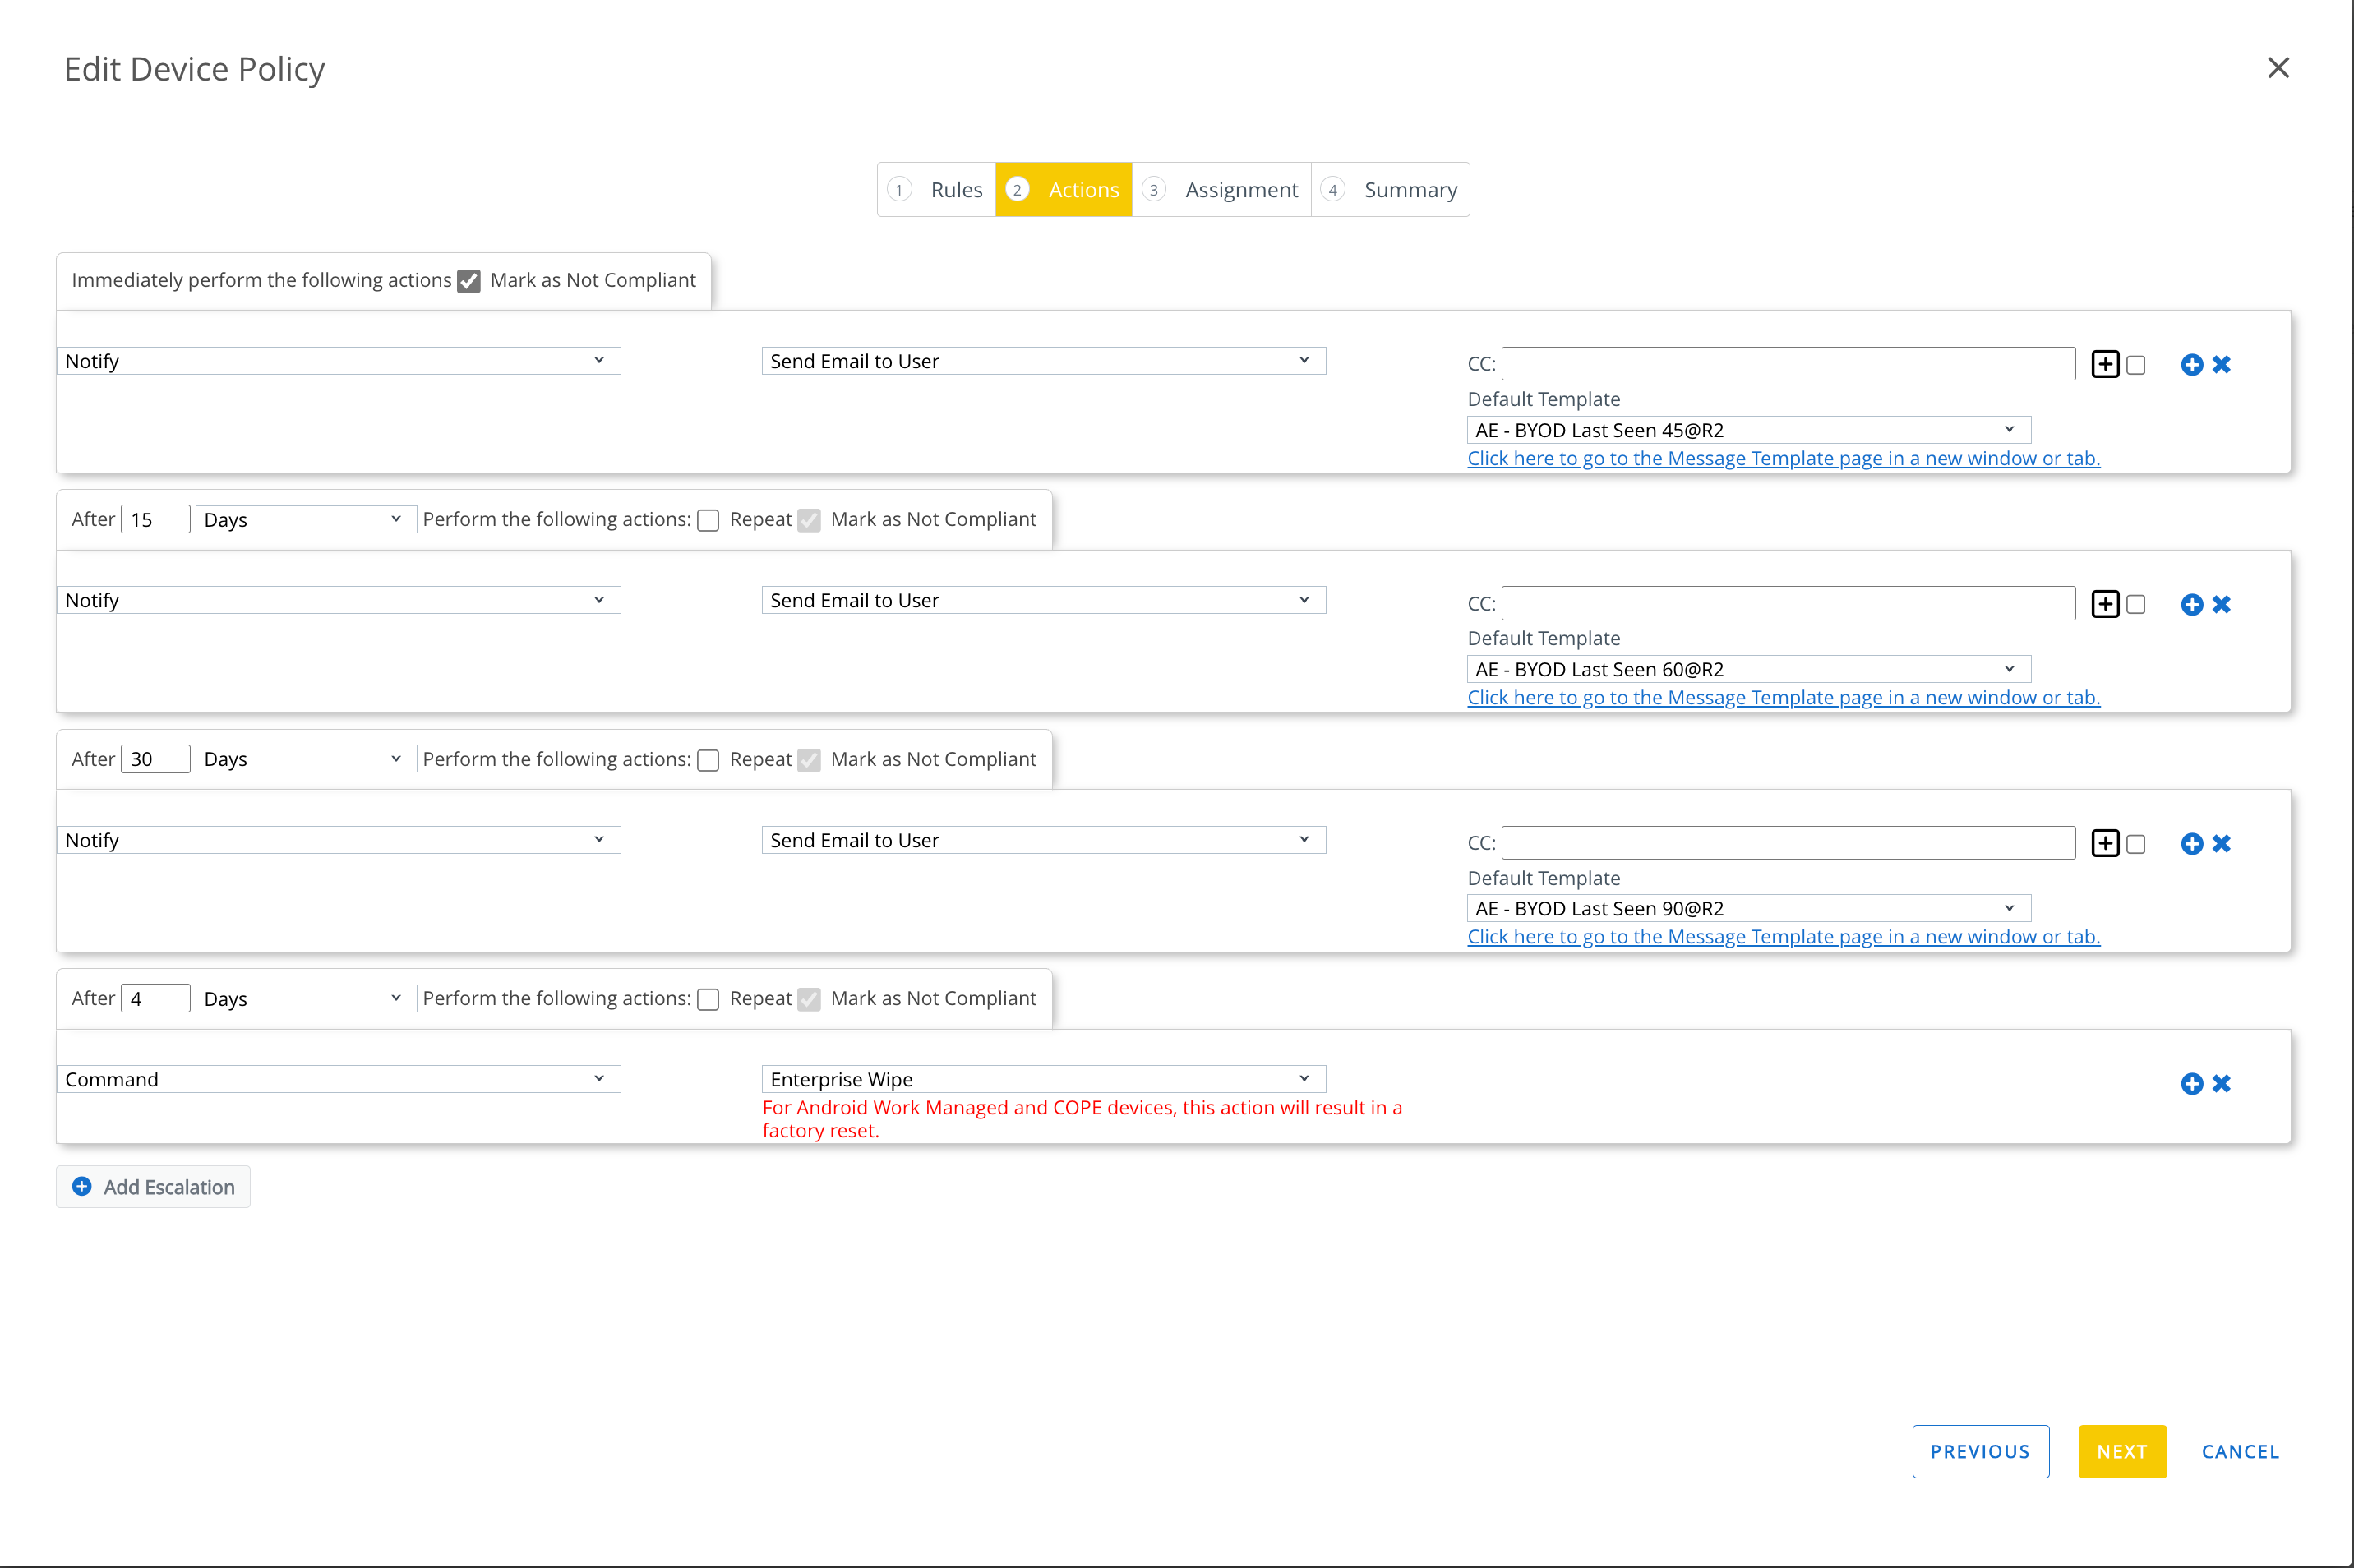 Edit Device Policy
1 Rules 2 Actions 3 Assignment 4 Summary
Immediately perform the following actions Mark as Not Compliant
Notify Send Email to User CC:
Default Template
AE - BYOD Last Seen 45@R2
Click here to go to the Message Template page in a new window or tab.
After 15 Days Perform the following actions: Repeat Mark as Not Compliant
Notify Send Email to User CC:
Default Template
AE - BYOD Last Seen 60@R2
Click here to go to the Message Template page in a new window or tab.
After 30 Days Perform the following actions: Repeat Mark as Not Compliant
Notify Send Email to User CC:
Default Template
AE - BYOD Last Seen 90@R2
Click here to go to the Message Template page in a new window or tab.
After 4 Days Perform the following actions: Repeat Mark as Not Compliant
Command Enterprise Wipe
For Android Work Managed and COPE devices, this action will result in a
factory reset.
Add Escalation
PREVIOUS NEXT CANCEL